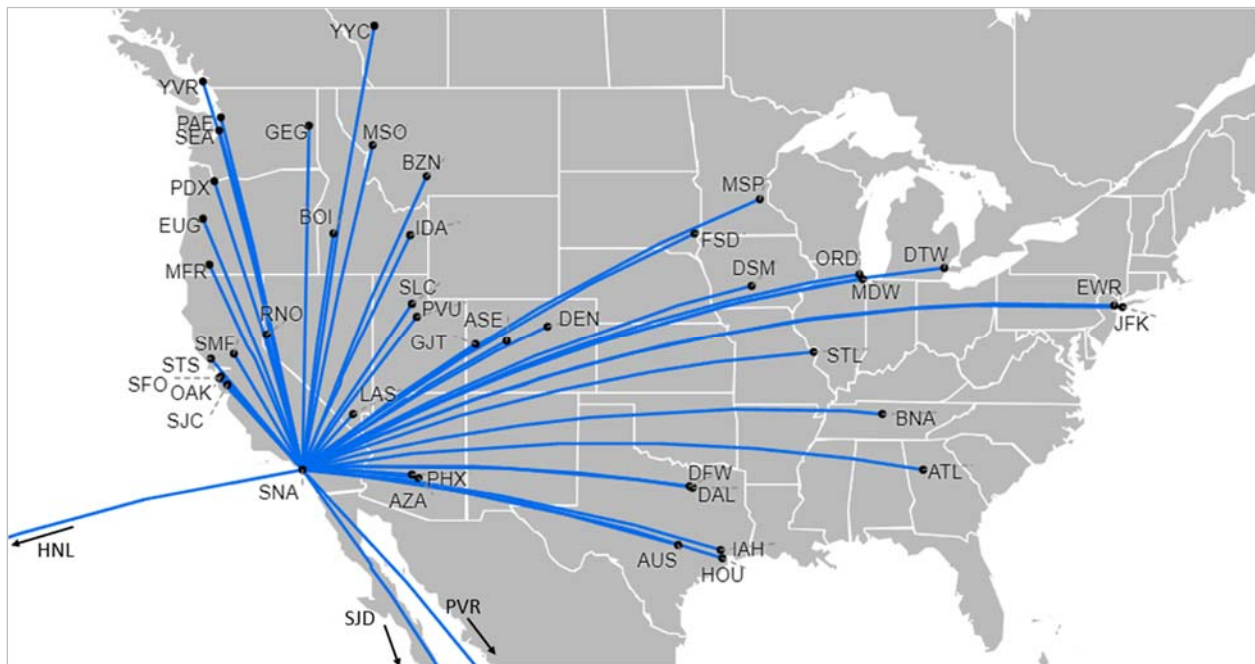 YYC
YVR
PAE
SEA
GEG
MSO
BZN
PDX
MSP
EUG
BOI
IDA
FSD
MFR
ORD
DTW
DSM
MDW
SLC
EWR
PVU
RNO
ASE
DEN
JFK
GJT
SMF
STS
STL
SFO
OAK
LAS
SJC
BNA
DFW
ATL
PHX
SNA
DAL
AZA
HNL
IAH
AUS
HOU
PVR
SJD